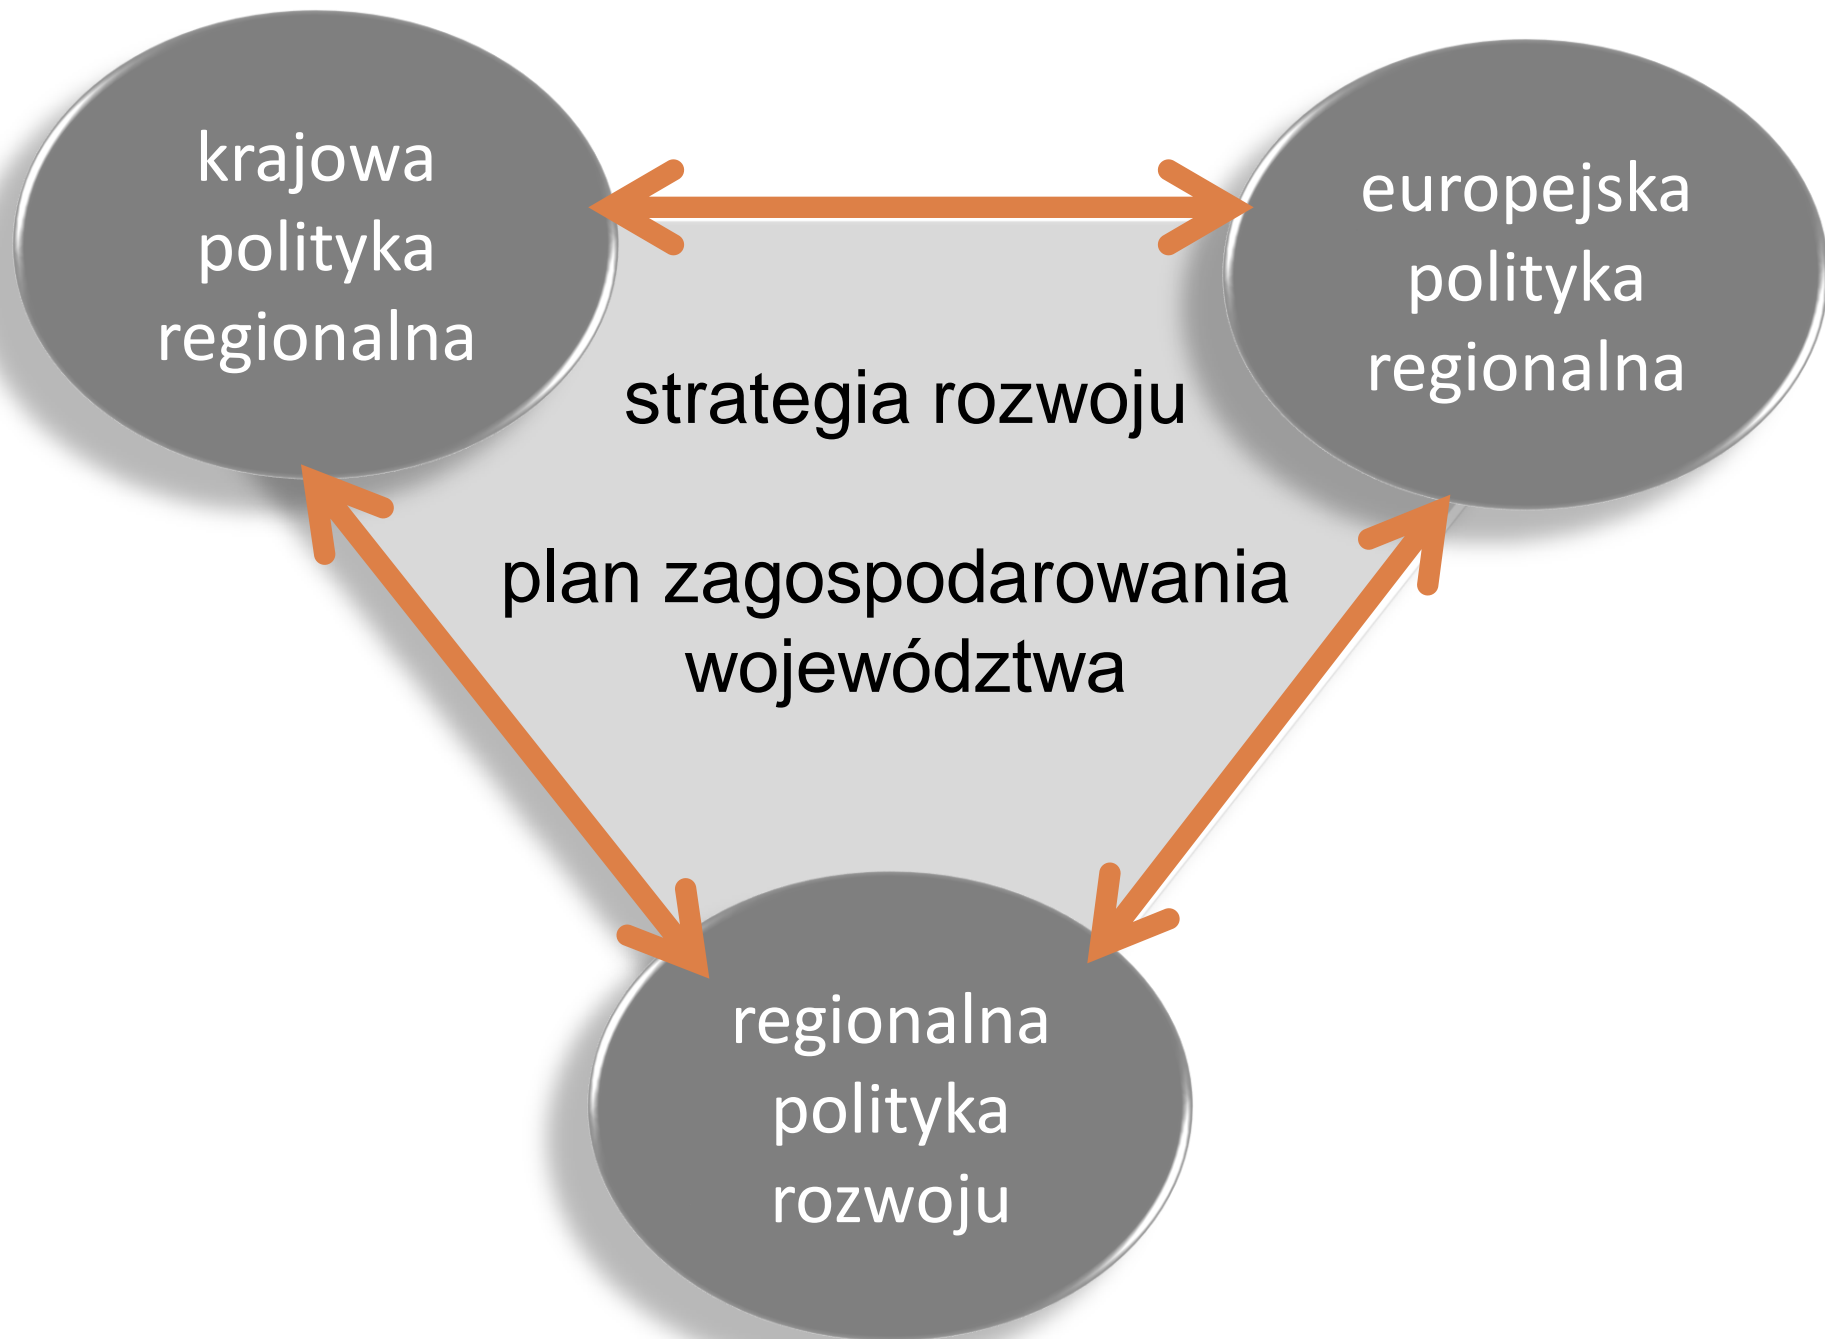 krajowa
polityka
regionalna
europejska
polityka
regionalna
strategia rozwoju
plan zagospodarowania
województwa
regionalna
polityka
rozwoju